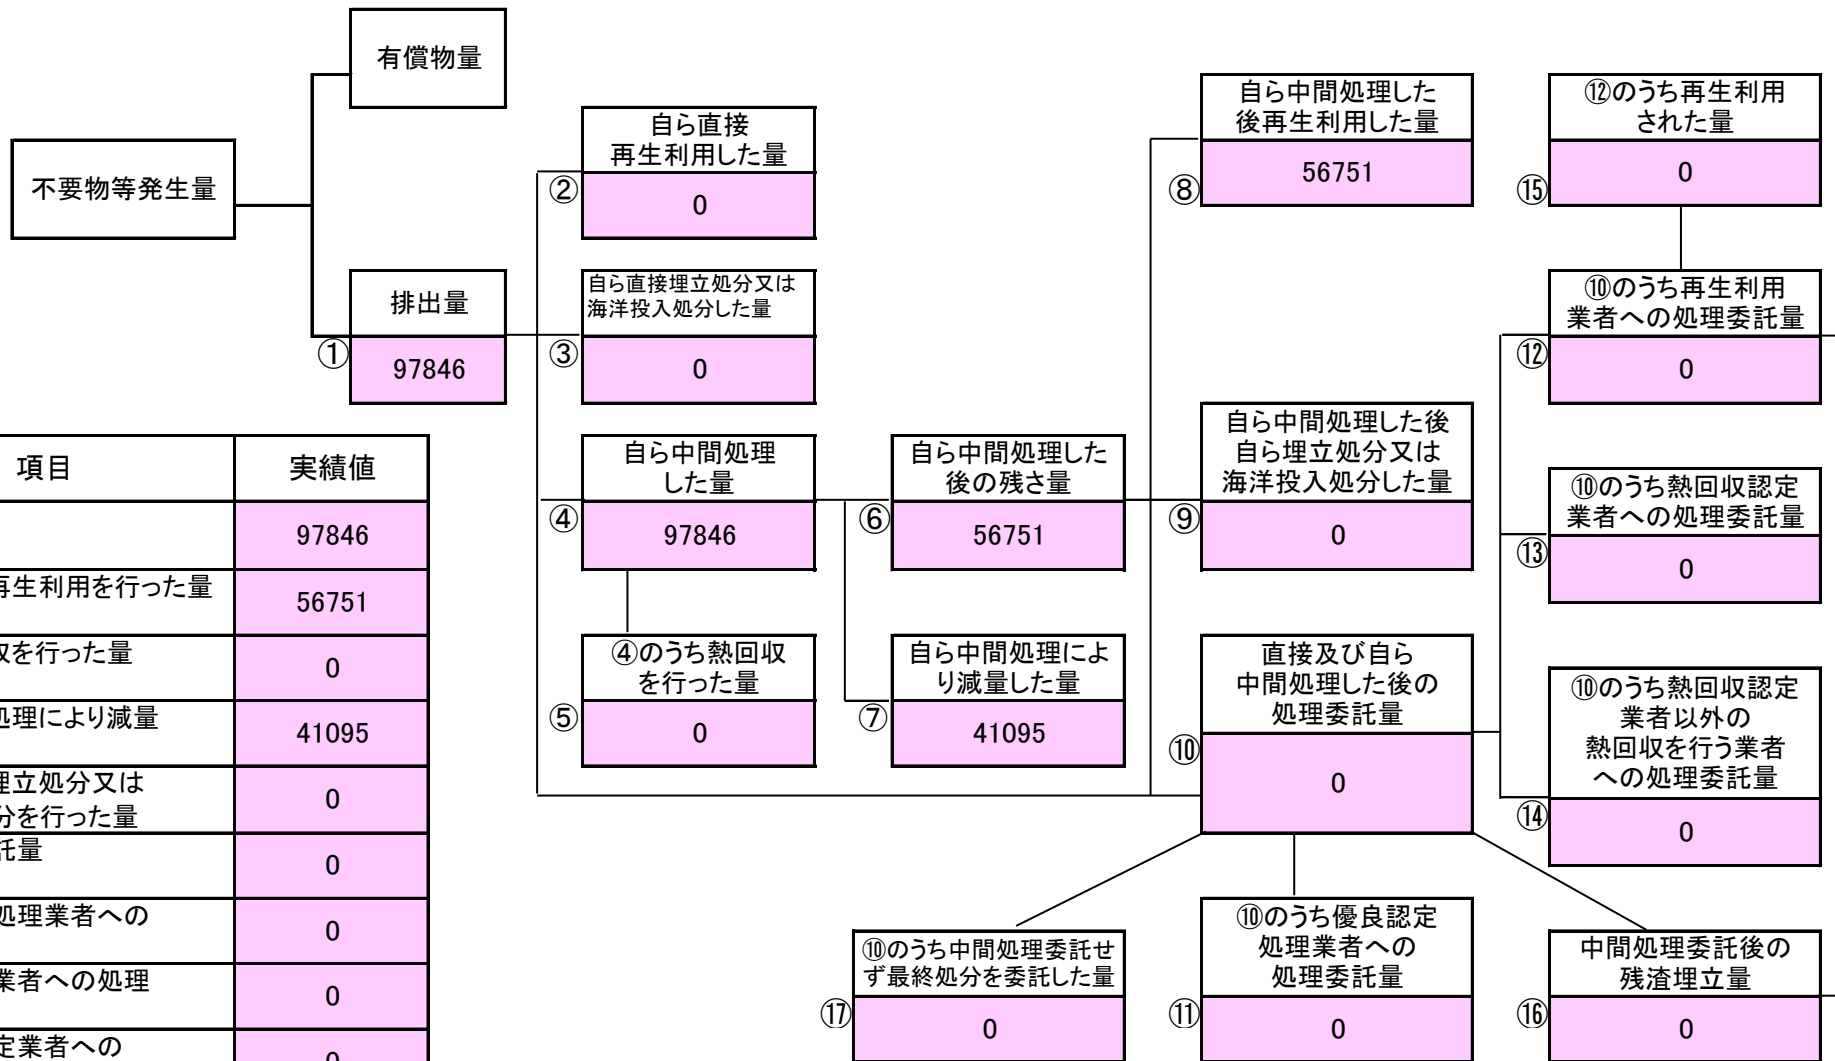 有償物量
不要物等発生量
排出量
①
97846
自ら直接
再生利用した量
②
0
自ら直接埋立処分又は
海洋投入処分した量
③
0
自ら中間処理
した量
④
97846
④のうち熱回収
を行った量
⑤
0
自ら中間処理した
後の残さ量
⑥
56751
自ら中間処理によ
り減量した量
⑦
41095
自ら中間処理した
後再生利用した量
⑧
56751
自ら中間処理した後
自ら埋立処分又は
海洋投入処分した量
⑨
0
直接及び自ら
中間処理した後の
処理委託量
⑩
0
⑫のうち再生利用
された量
⑮
0
⑩のうち再生利用
業者への処理委託量
⑫
0
⑩のうち熱回収認定
業者への処理委託量
⑬
0
⑩のうち熱回収認定
業者以外の
熱回収を行う業者
への処理委託量
⑭
0
⑩のうち中間処理委託せ
ず最終処分を委託した量
⑰
0
⑩のうち優良認定
処理業者への
処理委託量
⑪
0
中間処理委託後の
残渣埋立量
⑯
0
項目 実績値
97846
再生利用を行った量
56751
を行った量
0
処理により減量
41095
埋立処分又は
分を行った量
0
託量
0
処理業者への
0
業者への処理
0
定業者への
0